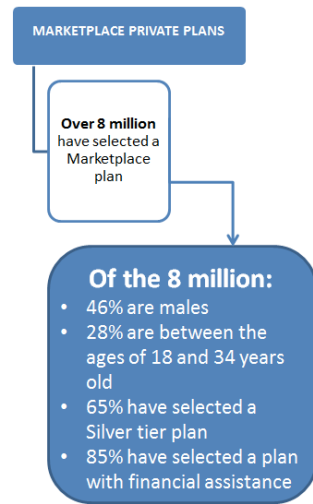 MARKETPLACE PRIVATE PLANS
Over 8 million
have selected a
Marketplace
plan
Of the 8 million:
• 46% are males
• 28% are between the
ages of 18 and 34 years
old
• 65% have selected a
Silver tier plan
• 85% have selected a plan
with financial assistance